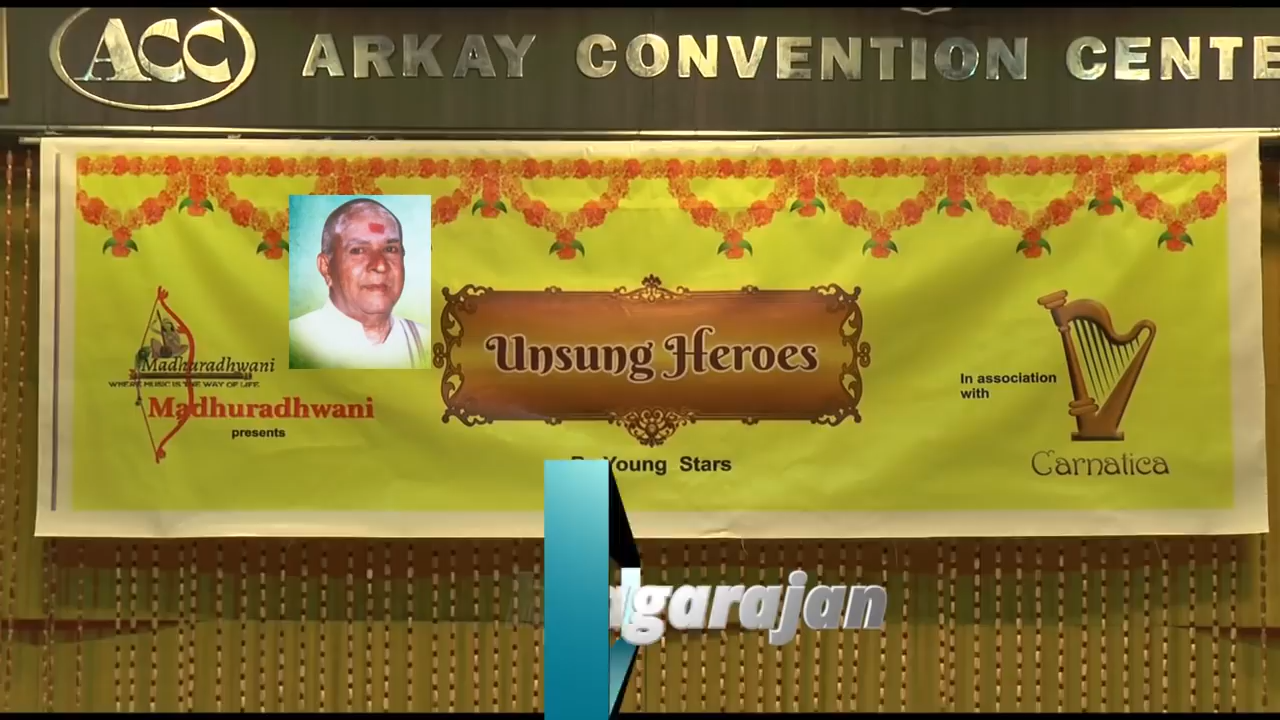 ACC ARKAY CONVENTION CENTE
Unsung Heroes
Madhuradhwani
WHERE MUSIC IS THE WAY OF LIFE.
Madhuradhwani
presents
In association
with
Carnatica
Young Stars